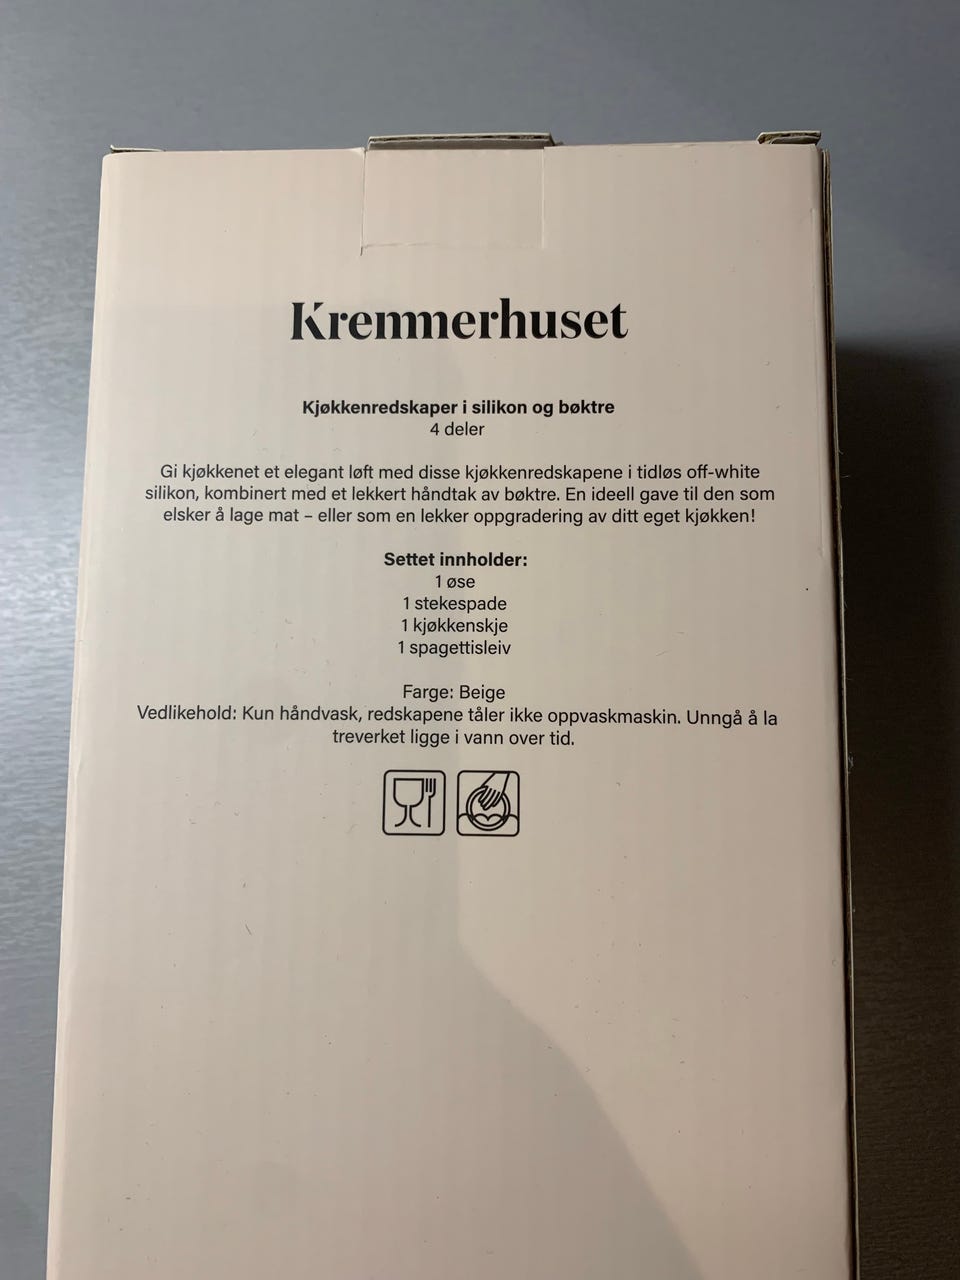 Kremmerhuset
Kjøkkenredskaper i silikon og bøktre
4 deler
Gi kjøkkenet et elegant løft med disse kjøkkenredskapene i tidløs off-white
silikon, kombinert med et lekkert håndtak av bøktre. En ideell gave til den som
elsker å lage mat – eller som en lekker oppgradering av ditt eget kjøkken!
Settet innholder:
1 øse
1 stekespade
1 kjøkkenskje
1 spagettisleiv
Farge: Beige
Vedlikehold: Kun håndvask, redskapene tåler ikke oppvaskmaskin. Unngå å la
treverket ligge i vann over tid.